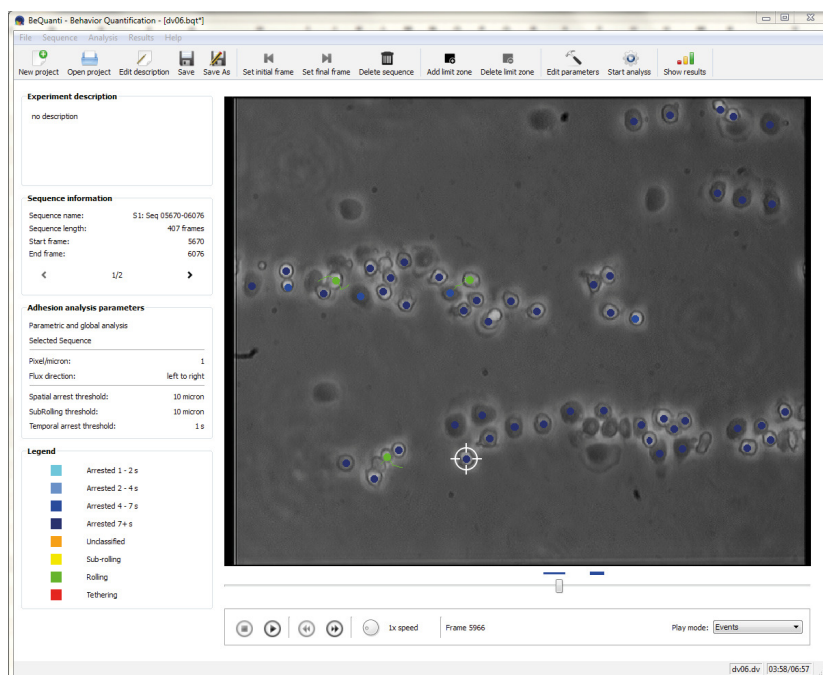 BeQuanti - Behavior Quantification - [dv06.bqt*]
File Sequence Analysis Results Help
New project Open project Edit description Save Save As Set initial frame Set final frame Delete sequence Add limit zone Delete limit zone Edit parameters Start analyss Show results
Experiment description
no description
Sequence information
Sequence name: S1: Seq 05670-06076
Sequence length: 407 frames
Start frame: 5670
End frame: 6076
< 1/2 >
Adhesion analysis parameters
Parametric and global analysis
Selected Sequence
Pixel/micron: 1
Flux direction: left to right
Spatial arrest threshold: 10 micron
SubRolling threshold: 10 micron
Temporal arrest threshold: 1 s
Legend
Arrested 1 - 2 s
Arrested 2 - 4 s
Arrested 4 - 7 s
Arrested 7+ s
Unclassified
Sub-rolling
Rolling
Tethering
1x speed Frame 5966 Play mode: Events
dv06.dv 03:58/06:57